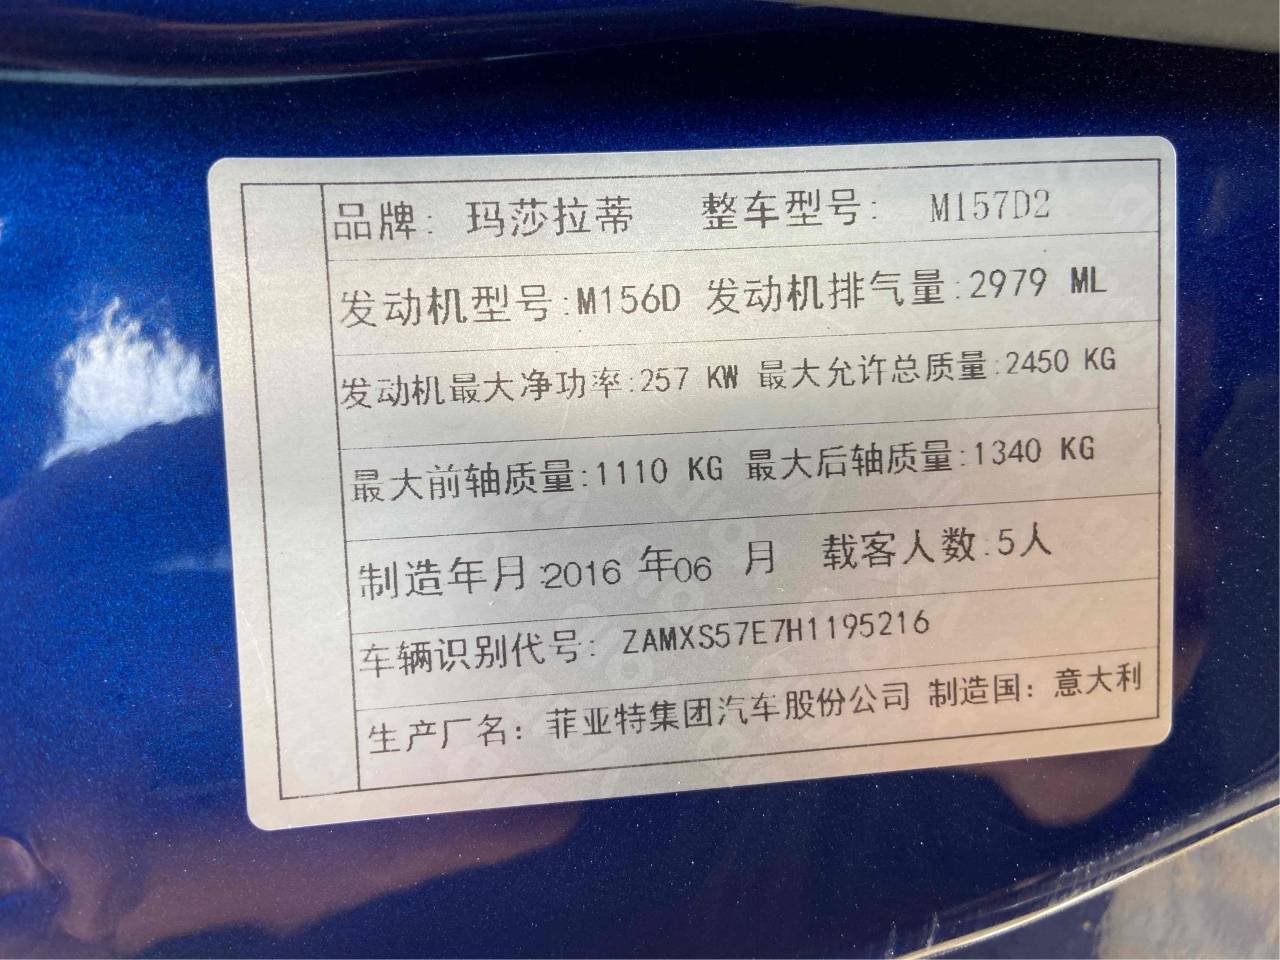 品牌: 玛莎拉蒂 整车型号: M157D2
发动机型号:M156D 发动机排气量:2979 ML
发动机最大净功率:257 KW 最大允许总质量:2450 KG
最大前轴质量:1110 KG 最大后轴质量:1340 KG
制造年月:2016 年06 月 载客人数:5人
车辆识别代号: ZAMXS57E7H1195216
生产厂名: 菲亚特集团汽车股份公司 制造国: 意大利